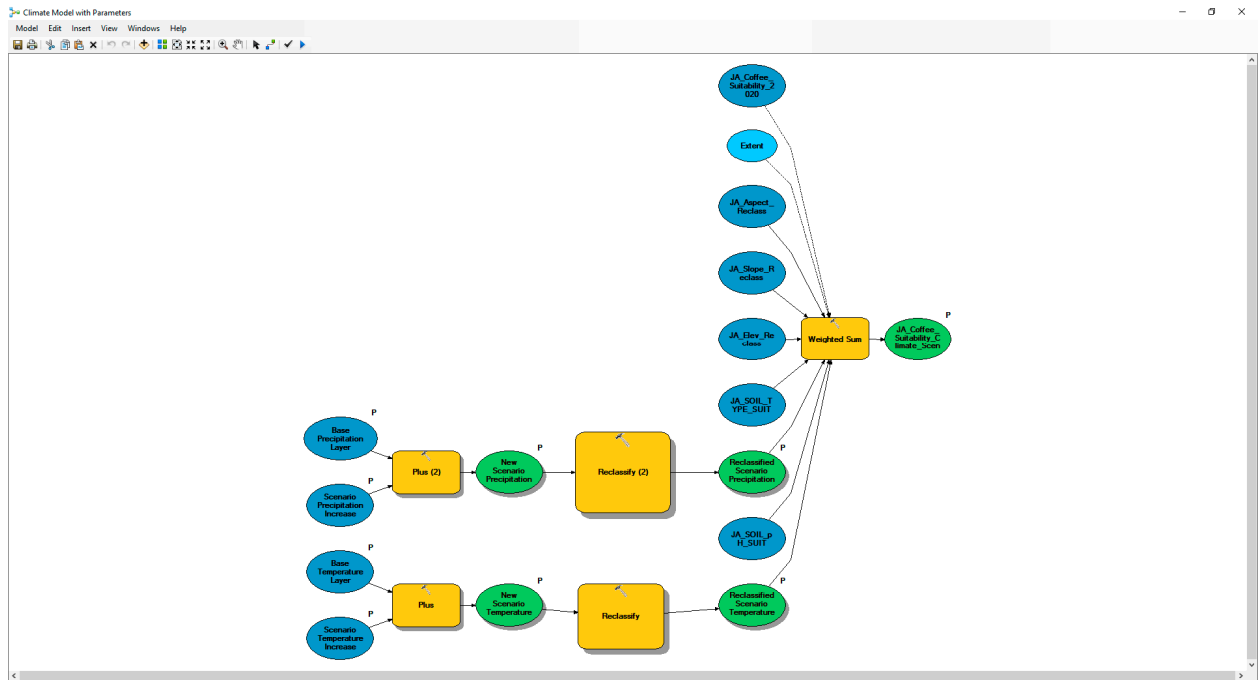 Climate Model with Parameters
Model Edit Insert View Windows Help
JA_Coffee_
Suitability_2
020
Extent
JA_Aspect_
Reclass
JA_Slope_R
eclass
JA_Elev_Re
class
Weighted Sum
P
JA_Coffee_
Suitability_C
limate_Scen
JA_SOIL_T
YPE_SUIT
P
Base
Precipitation
Layer
P
Scenario
Precipitation
Increase
Plus (2)
P
New
Scenario
Precipitation
Reclassify (2)
P
Reclassified
Scenario
Precipitation
JA_SOIL_p
H_SUIT
P
Base
Temperature
Layer
P
Scenario
Temperature
Increase
Plus
P
New
Scenario
Temperature
Reclassify
P
Reclassified
Scenario
Temperature